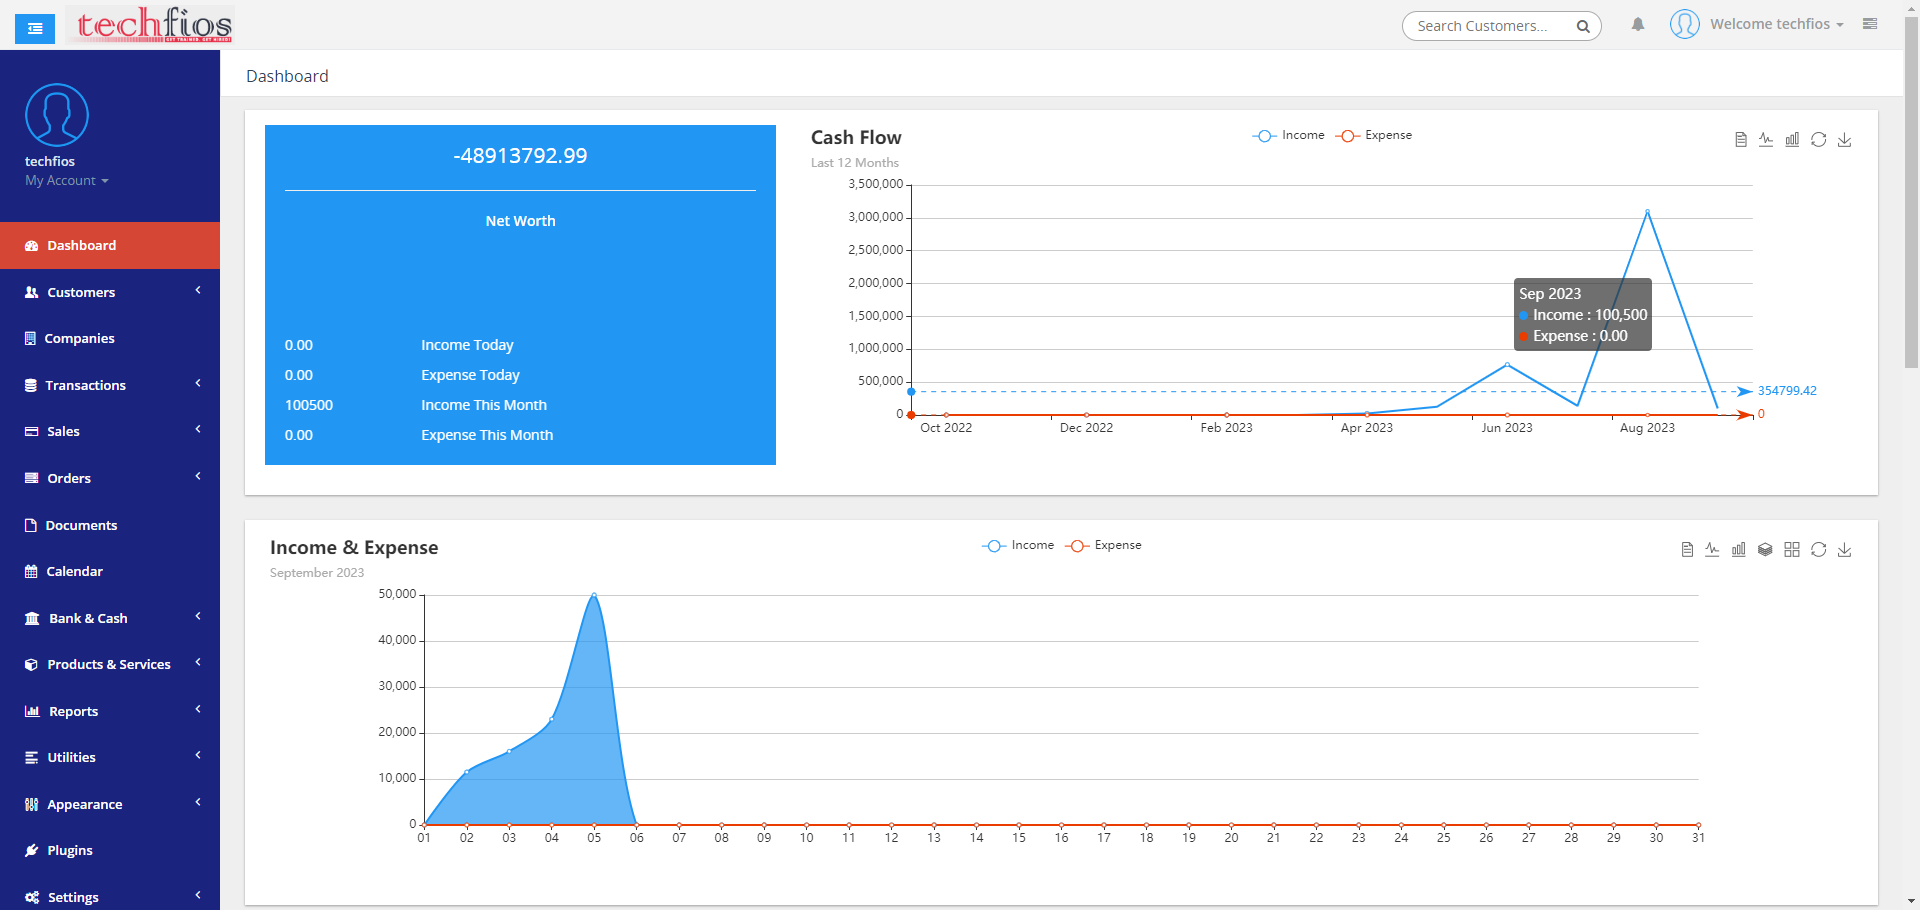 techfios
Search Customers...
Welcome techfios
techfios
My Account
Dashboard
Customers
Companies
Transactions
Sales
Orders
Documents
Calendar
Bank & Cash
Products & Services
Reports
Utilities
Appearance
Plugins
Settings
Dashboard
-48913792.99
Net Worth
0.00 Income Today
0.00 Expense Today
100500 Income This Month
0.00 Expense This Month
Cash Flow
Last 12 Months
Income Expense
3,500,000
3,000,000
2,500,000
2,000,000
1,500,000
1,000,000
500,000
0
Sep 2023
Income : 100,500
Expense : 0.00
354799.42
0
Oct 2022 Dec 2022 Feb 2023 Apr 2023 Jun 2023 Aug 2023
Income & Expense
September 2023
Income Expense
50,000
40,000
30,000
20,000
10,000
0
01 02 03 04 05 06 07 08 09 10 11 12 13 14 15 16 17 18 19 20 21 22 23 24 25 26 27 28 29 30 31